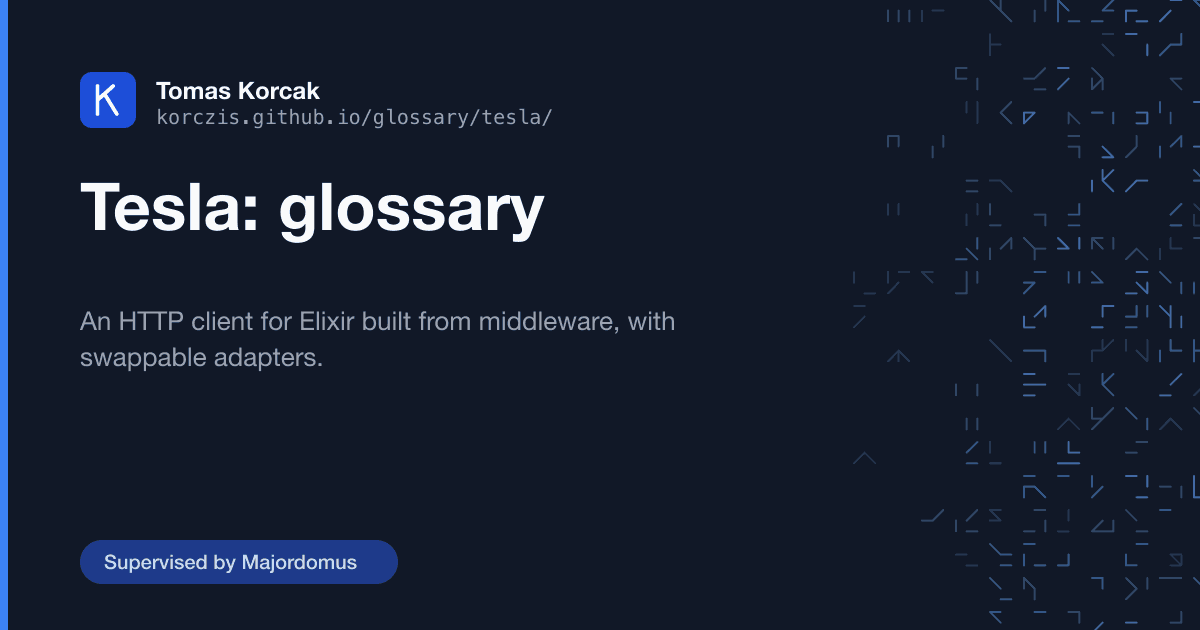 K
Tomas Korcak
korczis.github.io/glossary/tesla/
Tesla: glossary
An HTTP client for Elixir built from middleware, with
swappable adapters.
Supervised by Majordomus